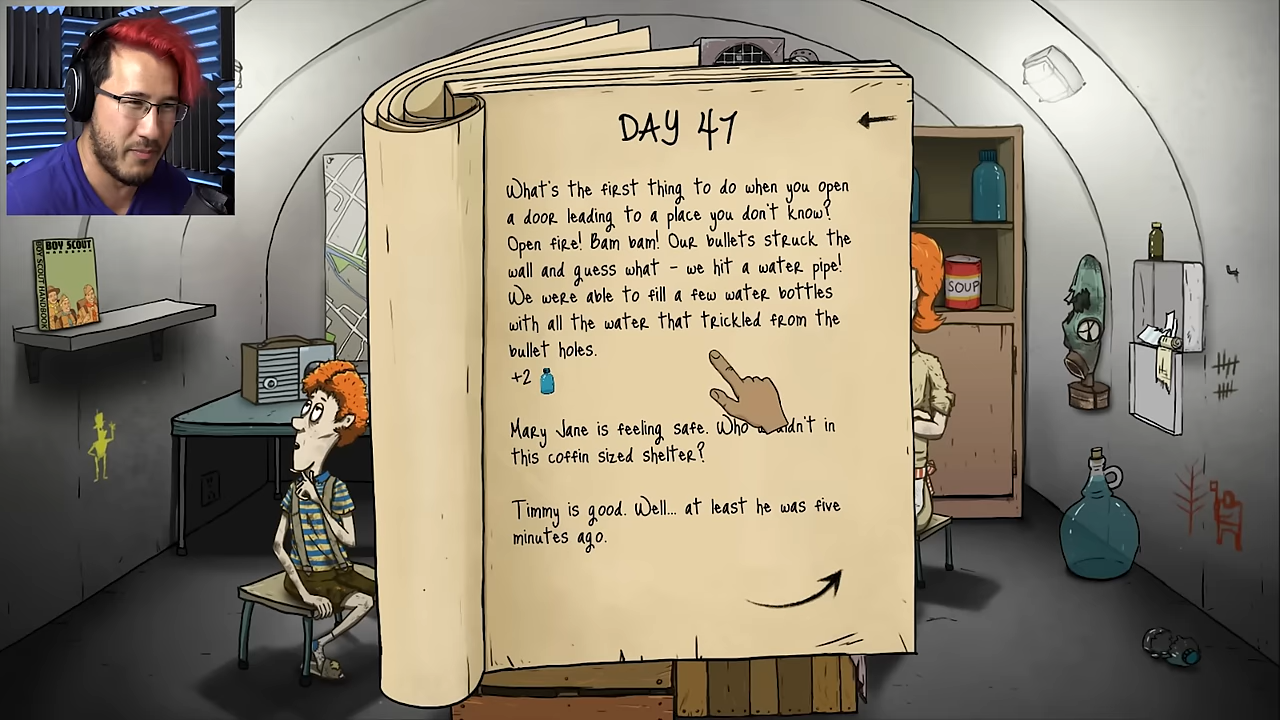 DAY 47
What's the first thing to do when you open
a door leading to a place you don't know?
Open fire! Bam bam! Our bullets struck the
wall and guess what - we hit a water pipe!
We were able to fill a few water bottles
with all the water that trickled from the
bullet holes.
+2
Mary Jane is feeling safe. Who wouldn't in
this coffin sized shelter?
Timmy is good. Well... at least he was five
minutes ago.
BOY SCOUT
BOY SCOUT HANDBOOK
SOUP